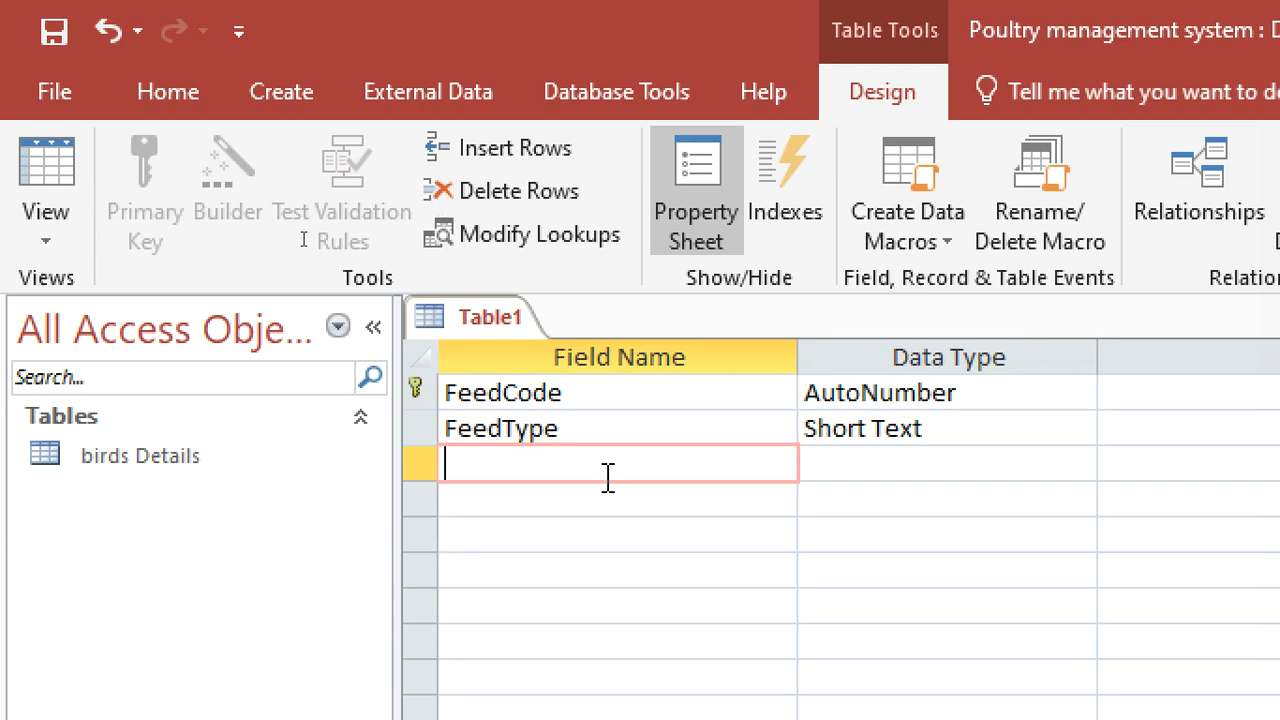 Table Tools
Poultry management system :
File Home Create External Data Database Tools Help Design Tell me what you want to d
View
Primary Key
Builder
Test Validation Rules
Insert Rows
Delete Rows
Modify Lookups
Property Sheet
Indexes
Create Data Macros
Rename/ Delete Macro
Relationships
Views
Tools
Show/Hide
Field, Record & Table Events
Relatio
All Access Obje...
Search...
Tables
birds Details
Table1
Field Name Data Type
FeedCode AutoNumber
FeedType Short Text